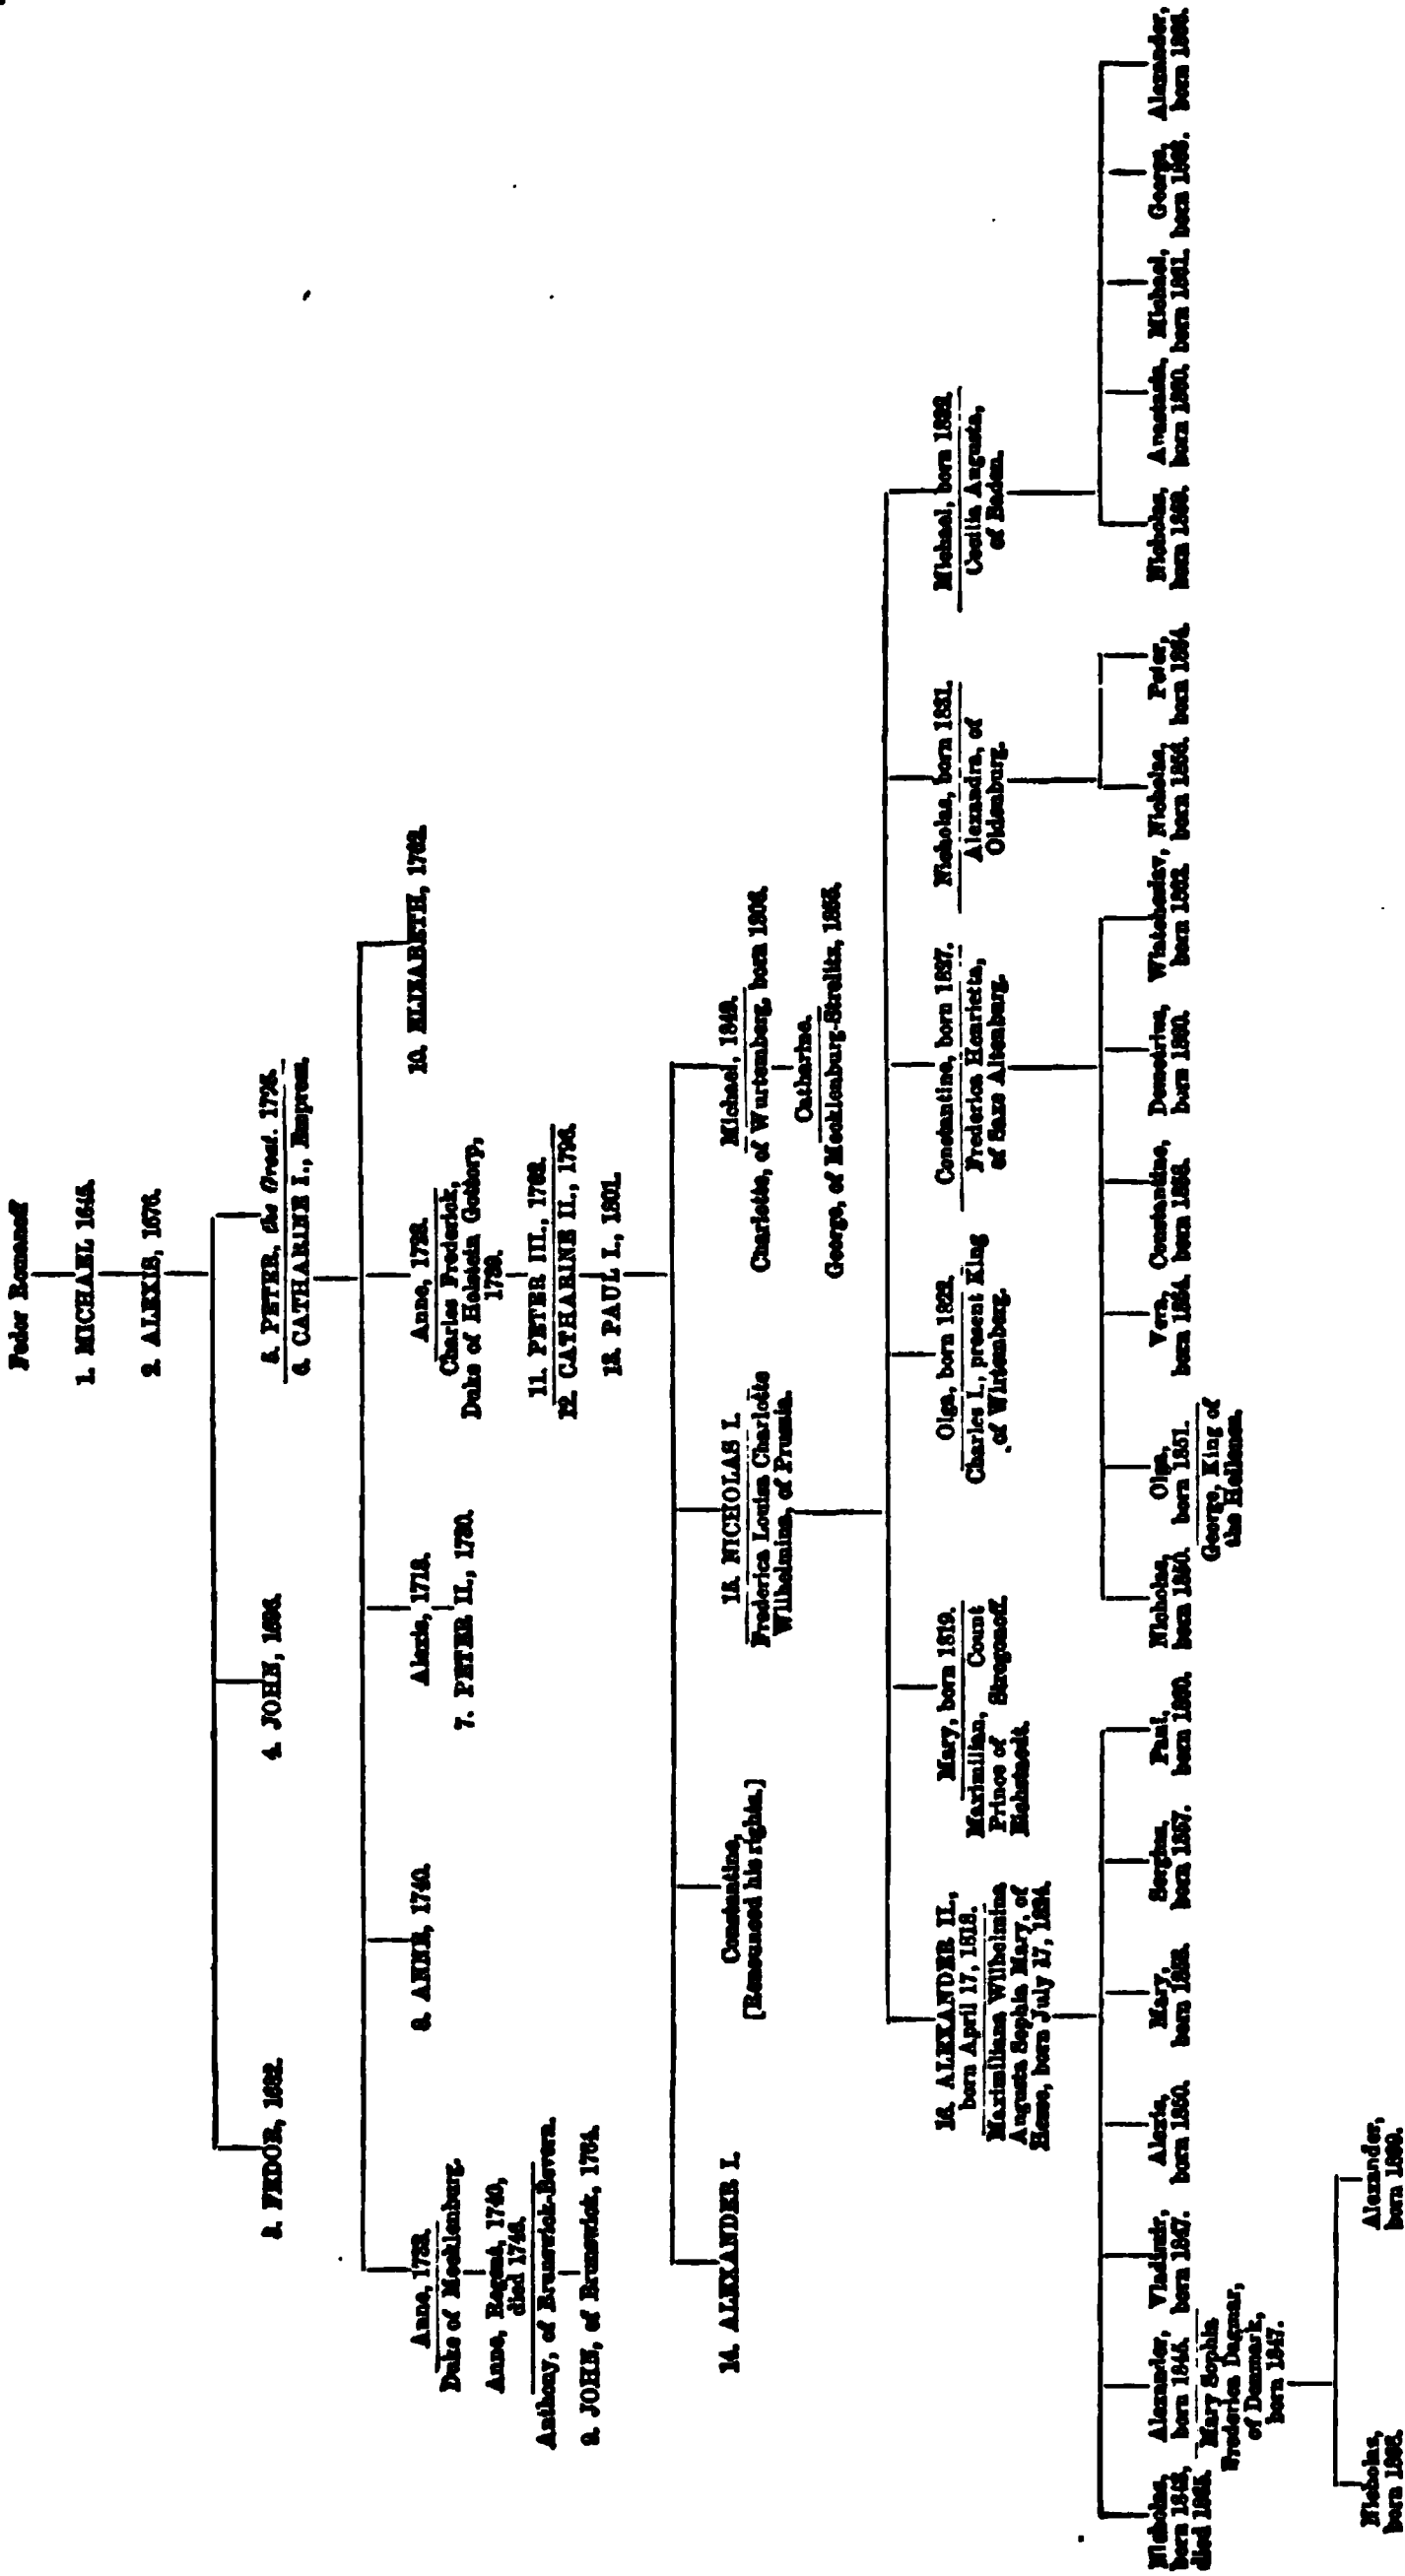 Fedor Romanoff
1. MICHAEL 1645.
2. ALEXIS, 1676.
3. FEDOR, 1682.
4. JOHN, 1696.
5. PETER, the Great. 1725.
6. CATHARINE I., Empress.
Anne, 1733.
Duke of Mecklenburg.
Anne, Regent, 1740,
died 1746.
Anthony, of Brunswick-Bevern.
9. JOHN, of Brunswick, 1764.
8. ANNE, 1740.
Alexis, 1718.
7. PETER II., 1730.
Anne, 1728.
Charles Frederick,
Duke of Holstein Gottorp,
1739.
10. ELIZABETH, 1762.
11. PETER III., 1762.
12. CATHARINE II., 1796.
13. PAUL I., 1801.
14. ALEXANDER I.
Constantine,
[Renounced his rights.]
15. NICHOLAS I.
Frederica Louisa Charlotte
Wilhelmina, of Prussia.
Michael, 1849.
Charlotte, of Wurtemberg, born 1806.
Catharine.
George, of Mecklenburg-Strelitz,
16. ALEXANDER II.,
born April 17, 1818.
Maximiliana Wilhelmina
Augusta Sophia Mary, of
Hesse, born July 17, 1824.
Mary, born 1819.
Maximilian, Count
Prince of Strogonoff.
Eichstaedt.
Olga, born 1822.
Charles I., present King
of Wirtemberg.
Constantine, born 1827.
Frederica Henrietta,
of Saxe Altenburg.
Nicholas, born 1831.
Alexandra, of
Oldenburg.
Michael, born 1832.
Cecilia Augusta,
of Baden.
Nicholas,
born 1843,
died 1865.
Alexander,
born 1845.
Mary Sophia
Frederica Dagmar,
of Denmark,
born 1847.
Vladimir,
born 1847.
Alexis,
born 1850.
Mary,
born 1853.
Serghus,
born 1857.
Paul,
born 1860.
Nicholas,
born 1850.
Olga,
born 1851.
George, King of
the Hellenes.
Vera,
born 1854.
Constantine,
born 1858.
Demetrius,
born 1860.
born 1862.
Nicholas,
born 1856.
Peter,
born 1864.
Nicholas,
born 1859.
Anastasia,
born 1860.
Michael,
born 1861.
George,
born 1863.
Alexander,
born 1866.
Nicholas,
born 1868.
Alexander,
born 1869.